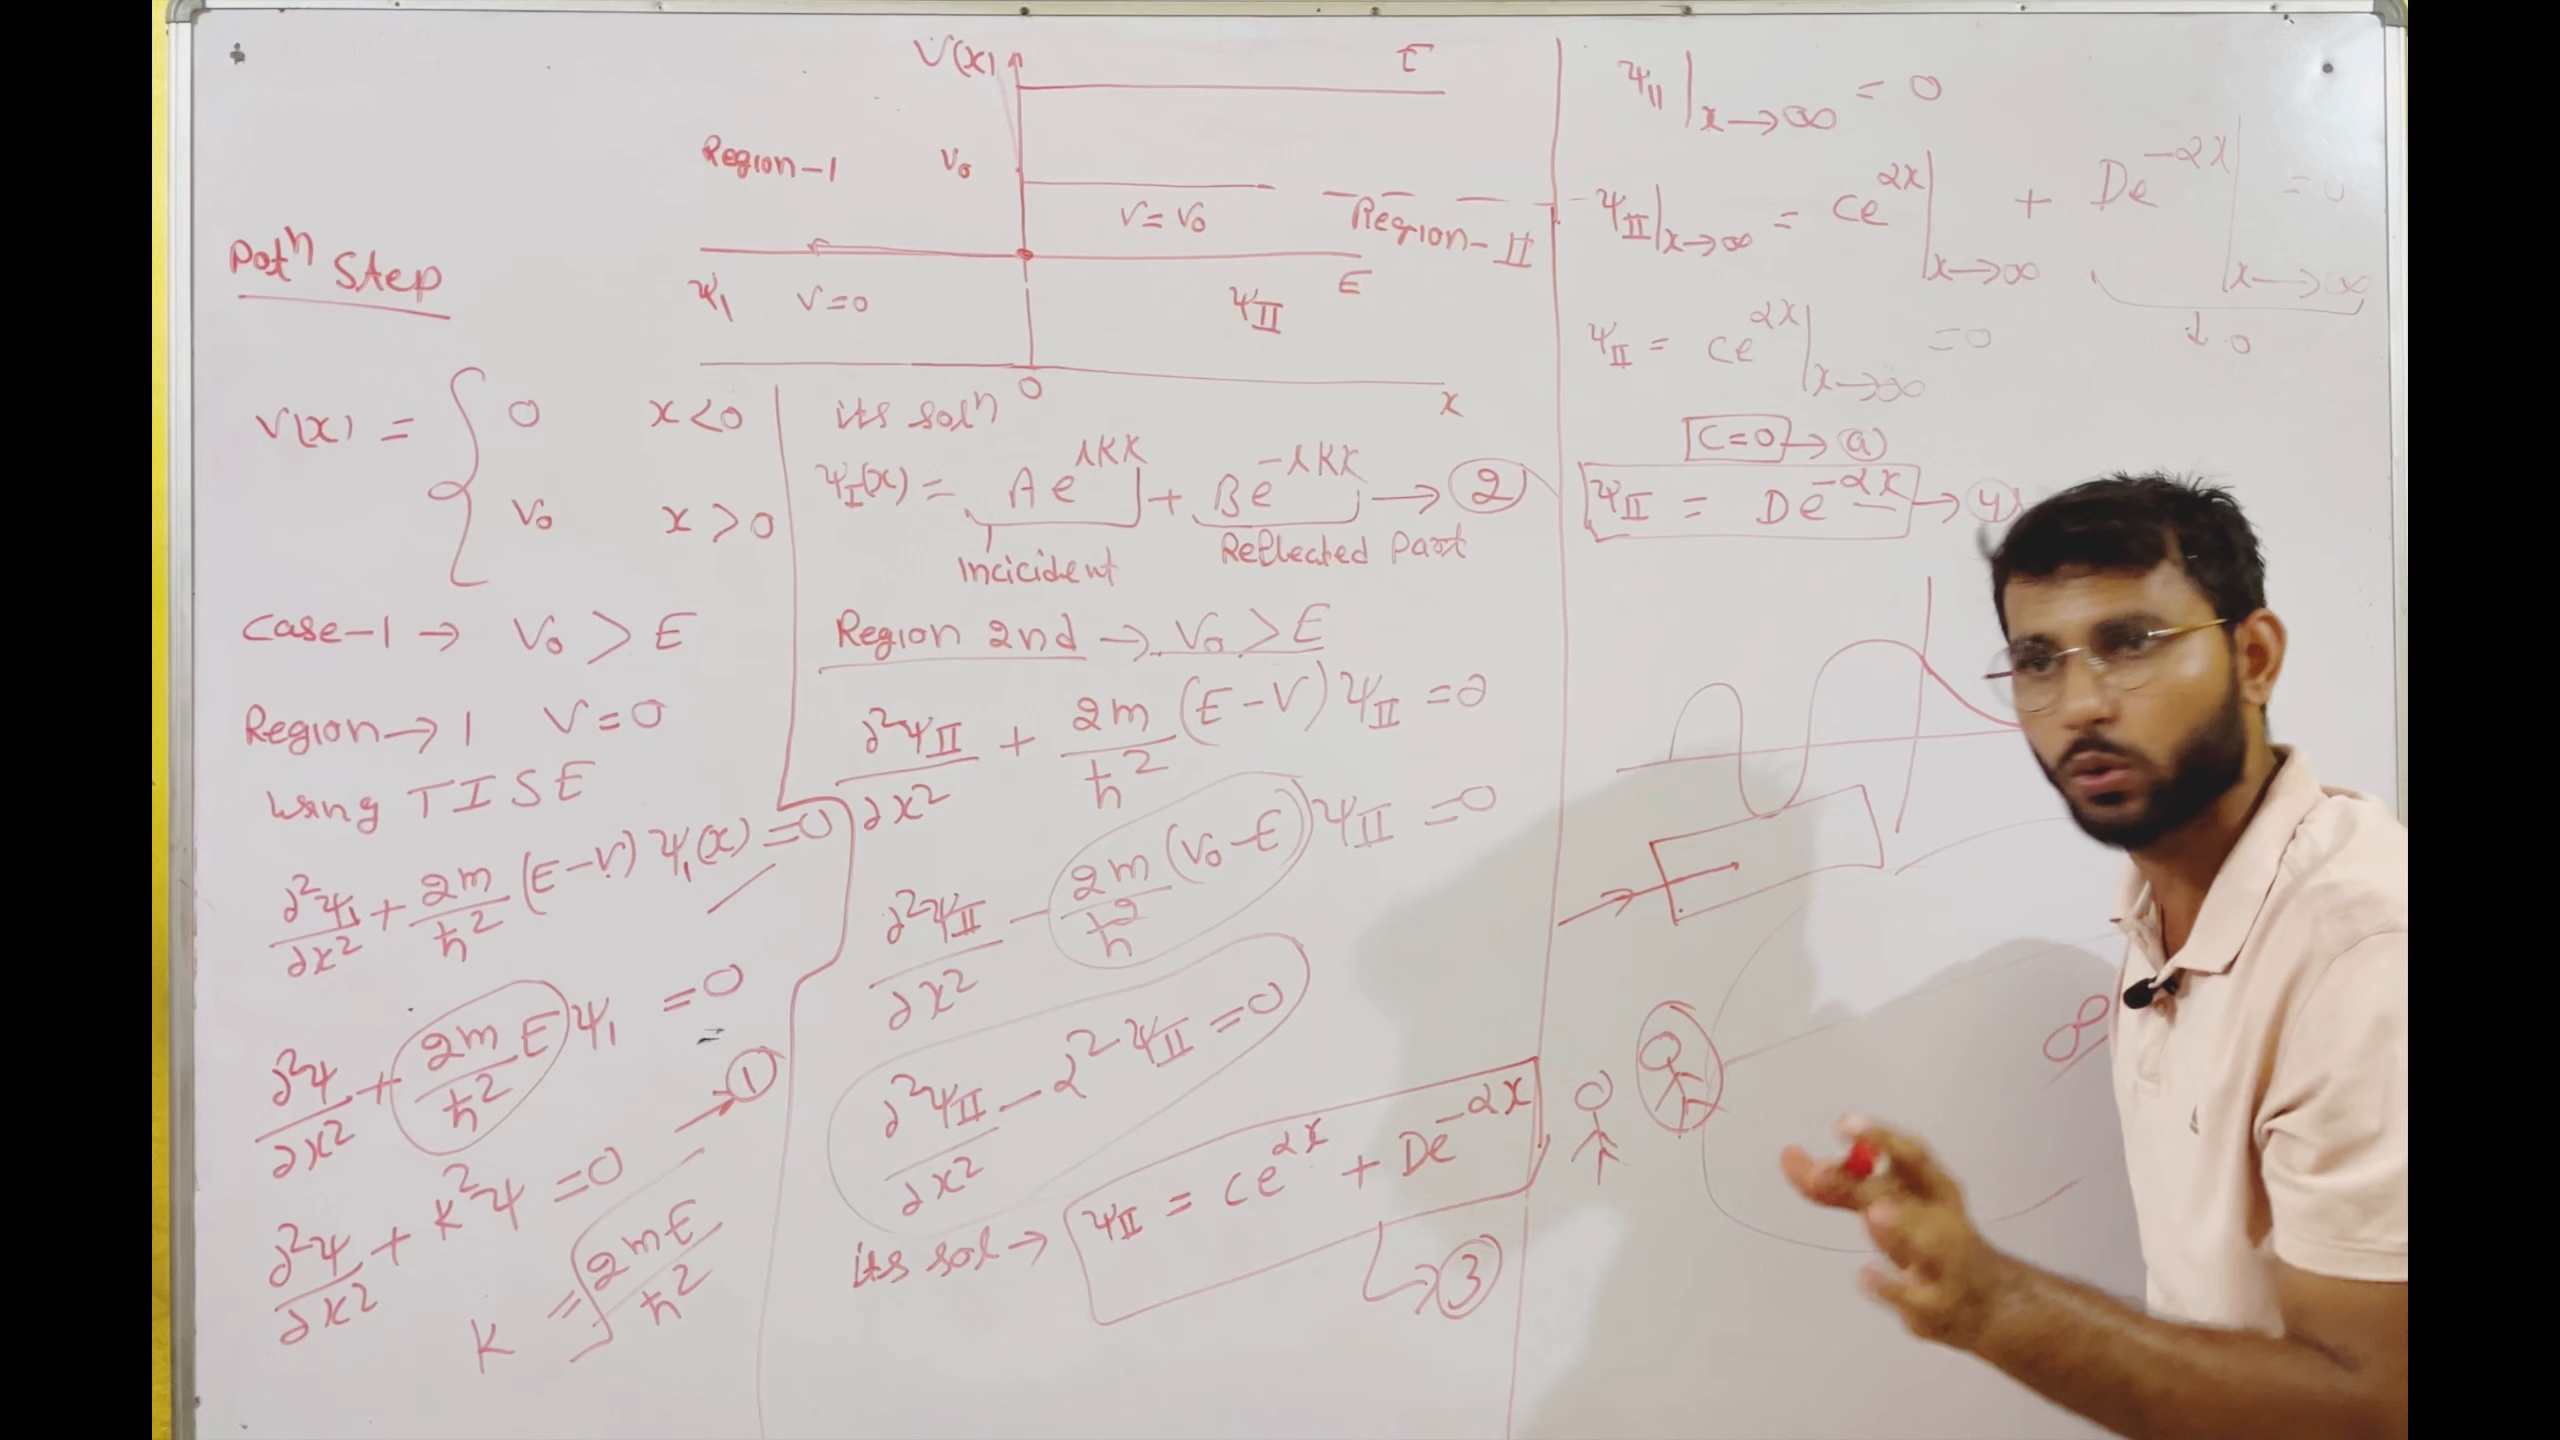 V(x)
E
Region-1
V₀
V = V₀
Region-II
E
ψ₁ V=0
ψ_II
0
x
Potⁿ Step
V(x) = { 0 x<0
V₀ x>0
Case-1 → V₀ > E
Region → 1 V=0
using TISE
∂²ψ₁/∂x² + 2m/ħ² (E-V) ψ₁(x) = 0
∂²ψ/∂x² + 2m/ħ² E ψ₁ = 0
→ ①
∂²ψ/∂x² + K²ψ = 0
K = √2mE/ħ²
its solⁿ
ψ_I(x) = Ae^iKx + Be^-iKx → ②
Incicident Reflected Part
Region 2nd → V₀ > E
∂²ψ_II/∂x² + 2m/ħ² (E-V) ψ_II = 0
∂²ψ_II/∂x² - 2m/ħ² (V₀-E) ψ_II = 0
∂²ψ_II/∂x² - α²ψ_II = 0
its sol → ψ_II = Ce^αx + De^-αx
→ ③
ψ_II |x→∞ = 0
ψ_II |x→∞ = Ce^αx |x→∞ + De^-αx |x→∞ = 0
↓ 0
ψ_II = Ce^αx |x→∞ = 0
C=0 → ⓐ
ψ_II = De^-αx → ④
∞